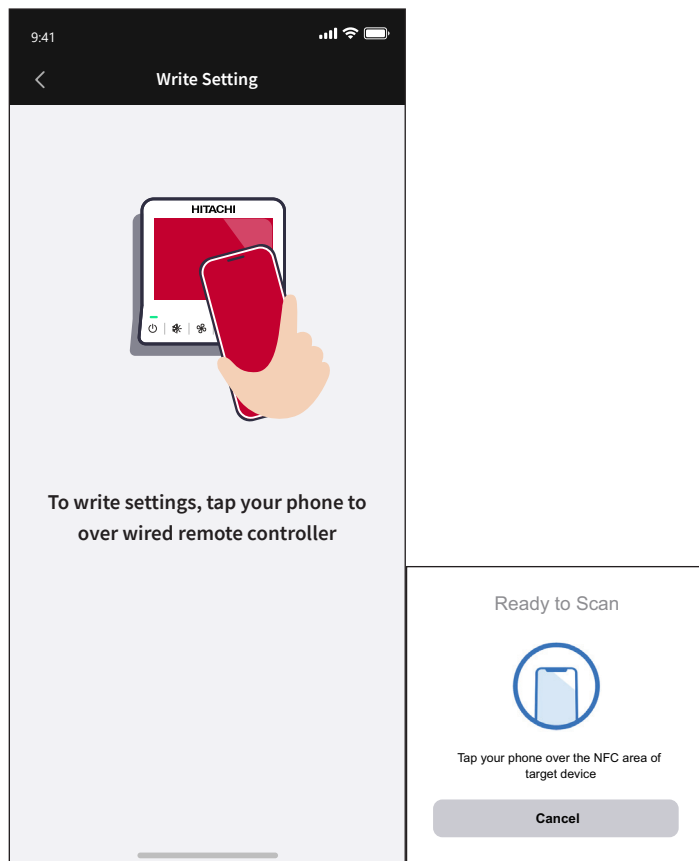 9:41
Write Setting
HITACHI
To write settings, tap your phone to
over wired remote controller
Ready to Scan
Tap your phone over the NFC area of
target device
Cancel